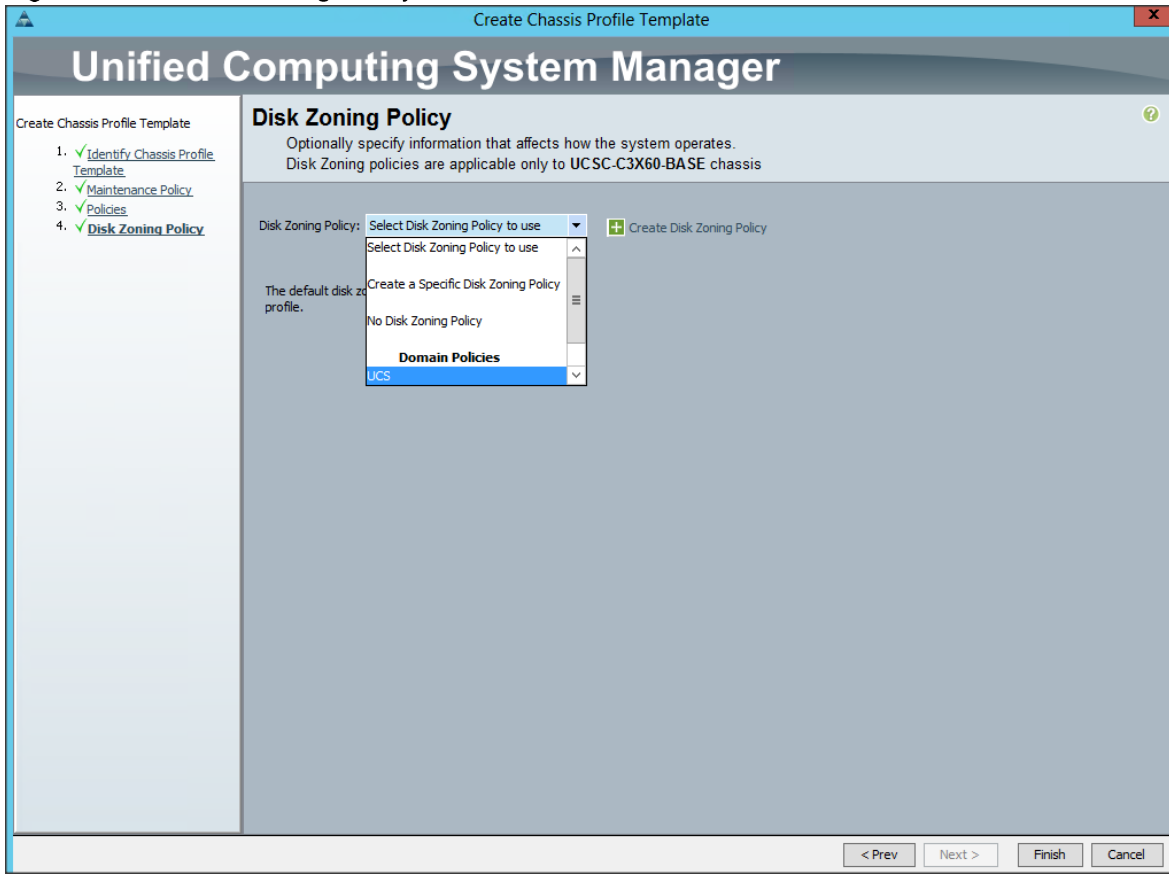 Create Chassis Profile Template
X
Unified Computing System Manager
Create Chassis Profile Template
1. √Identify Chassis Profile
Template
2. √Maintenance Policy
3. √Policies
4. √Disk Zoning Policy
Disk Zoning Policy
?
Optionally specify information that affects how the system operates.
Disk Zoning policies are applicable only to UCSC-C3X60-BASE chassis
Disk Zoning Policy: Select Disk Zoning Policy to use
+ Create Disk Zoning Policy
Select Disk Zoning Policy to use
Create a Specific Disk Zoning Policy
No Disk Zoning Policy
Domain Policies
UCS
The default disk
profile.
< Prev
Next >
Finish
Cancel